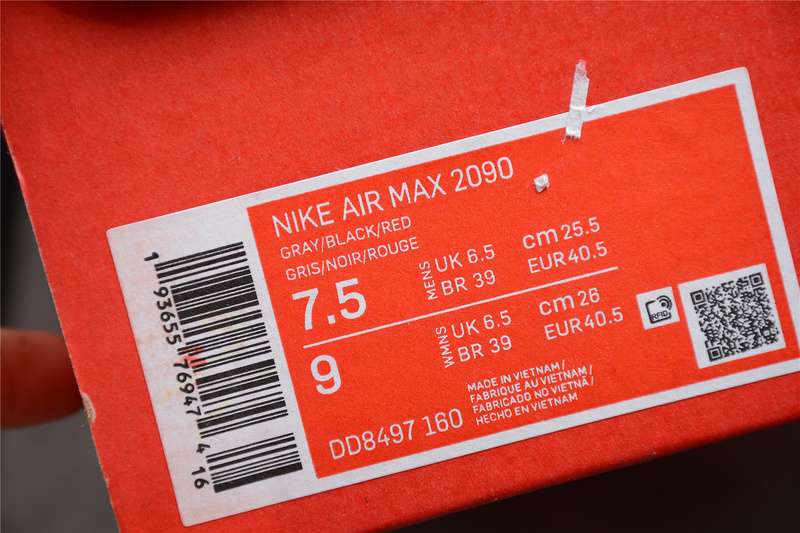 NIKE AIR MAX 2090
GRAY/BLACK/RED
GRIS/NOIR/ROUGE
7.5
MENS
UK 6.5
BR 39
cm 25.5
EUR 40.5
9
WMNS
UK 6.5
BR 39
cm 26
EUR 40.5
RFID
DD8497 160
MADE IN VIETNAM/
FABRIQUE AU VIETNAM/
FABRICADO NO VIETNÃ/
HECHO EN VIETNAM
1 93655 76947 4 16